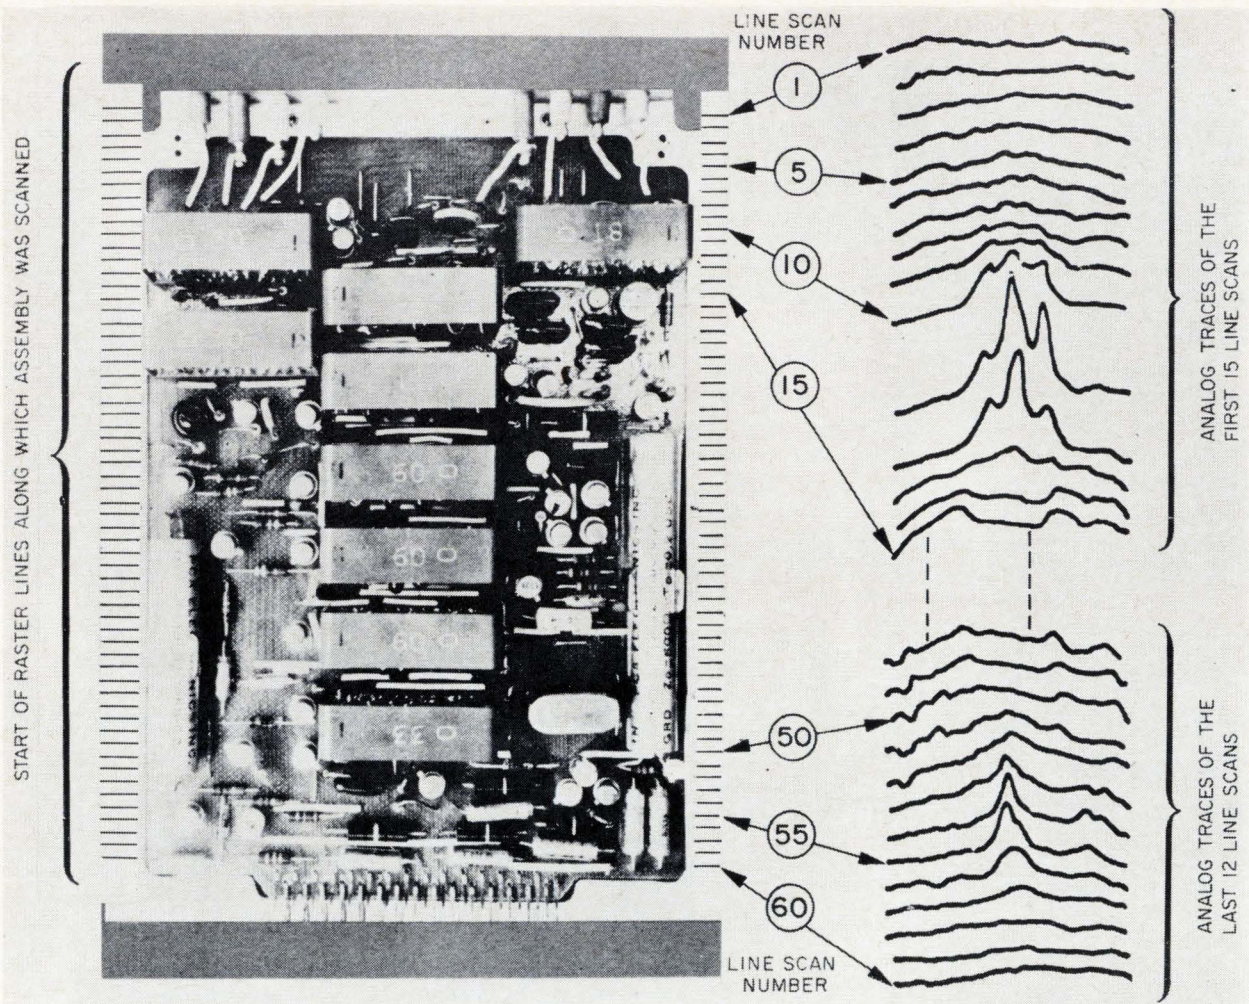 LINE SCAN
NUMBER
1
5
10
15
START OF RASTER LINES ALONG WHICH ASSEMBLY WAS SCANNED
ANALOG TRACES OF THE
FIRST 15 LINE SCANS
50
55
60
ANALOG TRACES OF THE
LAST 12 LINE SCANS
LINE SCAN
NUMBER